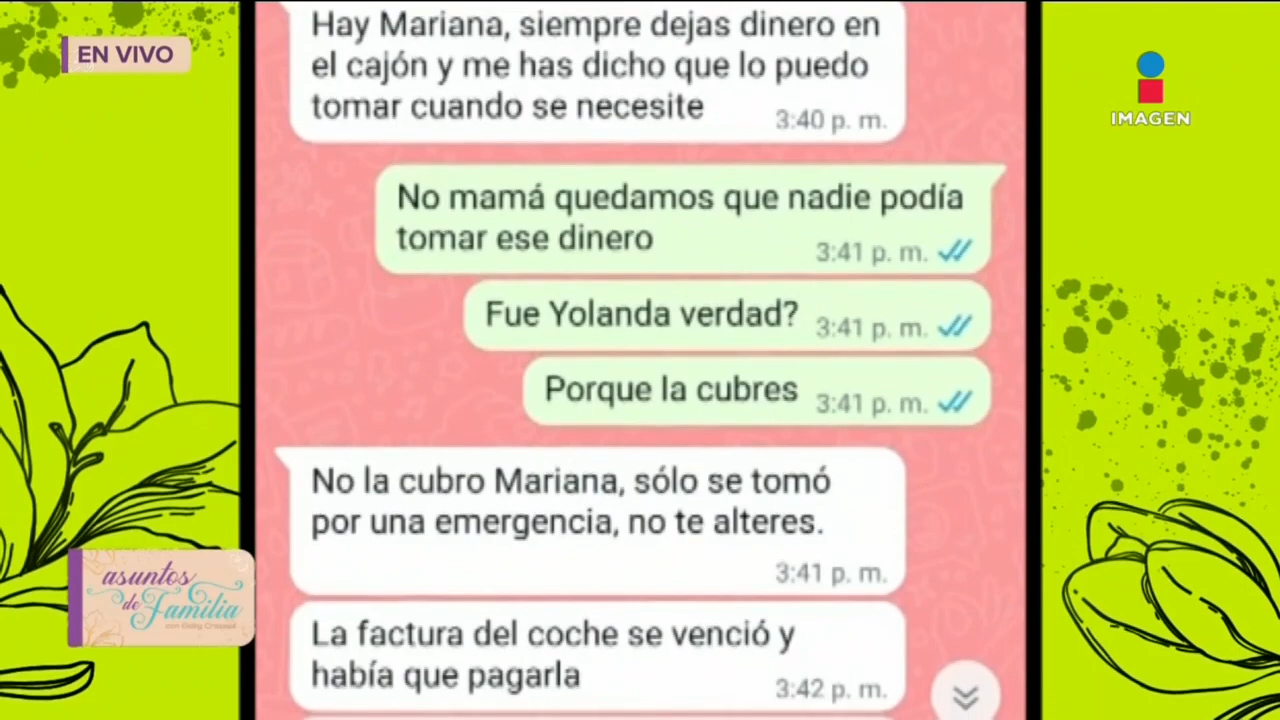 EN VIVO
IMAGEN
Hay Mariana, siempre dejas dinero en
el cajón y me has dicho que lo puedo
tomar cuando se necesite
3:40 p. m.
No mamá quedamos que nadie podía
tomar ese dinero
3:41 p. m.
Fue Yolanda verdad? 3:41 p. m.
Porque la cubres 3:41 p. m.
No la cubro Mariana, sólo se tomó
por una emergencia, no te alteres.
3:41 p. m.
La factura del coche se venció y
había que pagarla
3:42 p. m.
asuntos
de Familia